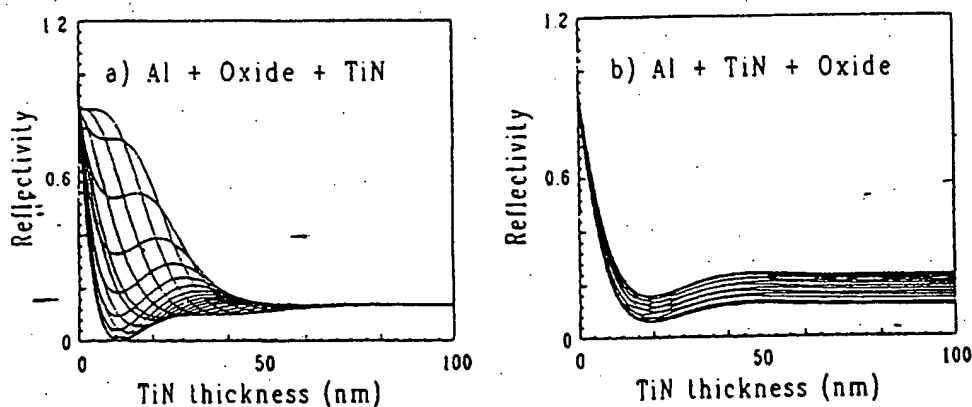 1.2
0.6
0
Reflectivity
a) Al + Oxide + TiN
0 50 100
TiN thickness (nm)
1.2
0.6
0
Reflectivity
b) Al + TiN + Oxide
0 50 100
TiN thickness (nm)